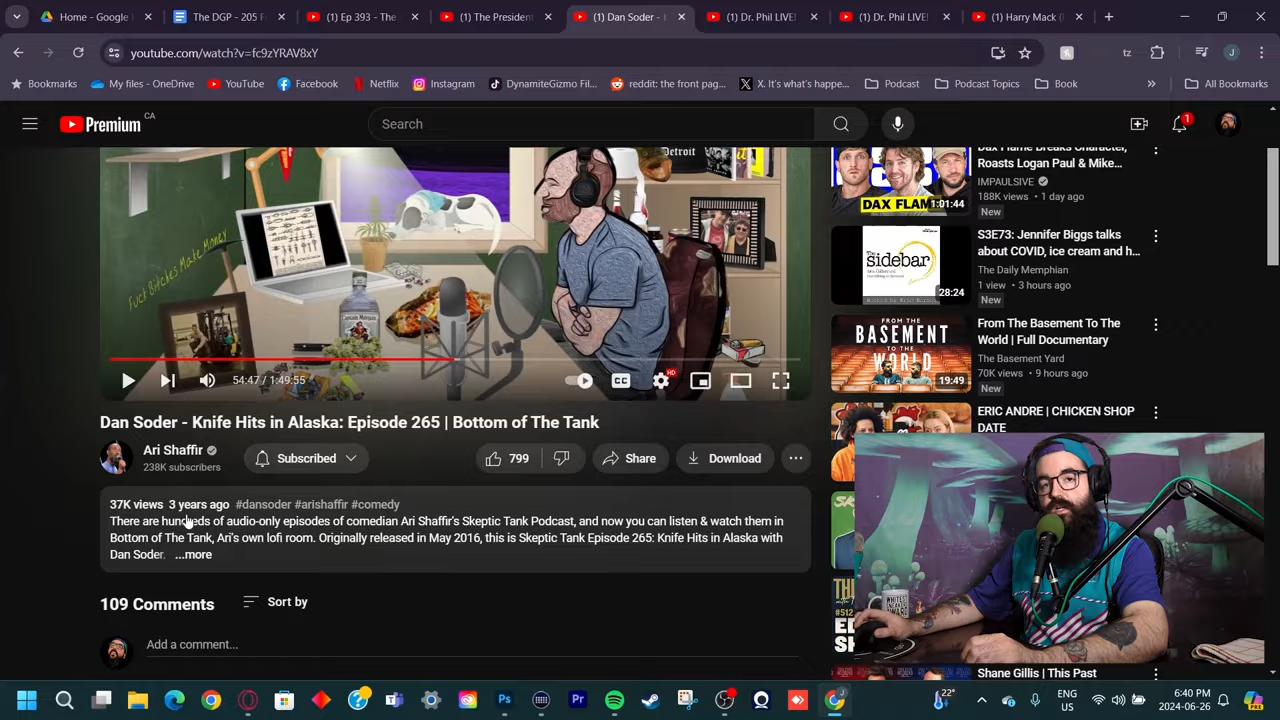 Home - Google
The DGP - 205 F
(1) Ep 393 - The
(1) The President
(1) Dan Soder -
(1) Dr. Phil LIVE!
(1) Dr. Phil LIVE!
(1) Harry Mack
youtube.com/watch?v=fc9zYRAV8xY
tz
J
Bookmarks
My files - OneDrive
YouTube
Facebook
Netflix
Instagram
DynamiteGizmo Fil...
reddit: the front pag...
X. It's what's happe...
Podcast
Podcast Topics
Book
All Bookmarks
Premium CA
Search
1
Detroit
Fuck Bitches Make Money
Captain Morgan
54:47 / 1:49:55
CC
HD
Dan Soder - Knife Hits In Alaska: Episode 265 | Bottom of The Tank
Ari Shaffir
238K subscribers
Subscribed
799
Share
Download
37K views 3 years ago #dansoder #arishaffir #comedy
There are hundreds of audio-only episodes of comedian Ari Shaffir's Skeptic Tank Podcast, and now you can listen & watch them in
Bottom of The Tank, Ari's own lofi room. Originally released in May 2016, this is Skeptic Tank Episode 265: Knife Hits in Alaska with
Dan Soder. ...more
109 Comments
Sort by
Add a comment...
DAX FLAM
1:01:44
Dax Flame Breaks Character,
Roasts Logan Paul & Mike...
IMPAULSIVE
188K views • 1 day ago
New
The
sidebar
28:24
S3E73: Jennifer Biggs talks
about COVID, ice cream and h...
The Daily Memphian
1 view • 3 hours ago
New
FROM THE
BASEMENT
TO THE
WORLD
19:49
From The Basement To The
World | Full Documentary
The Basement Yard
70K views • 9 hours ago
New
ERIC ANDRE | CHICKEN SHOP
DATE
#512
Shane Gillis | This Past
22°
ENG
US
6:40 PM
2024-06-26